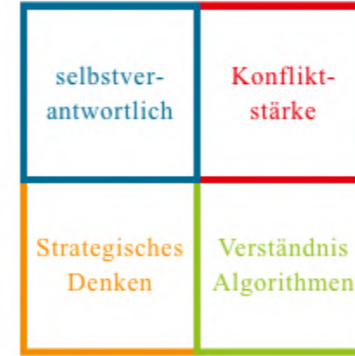 selbstver-
antwortlich
Konflikt-
stärke
Strategisches
Denken
Verständnis
Algorithmen